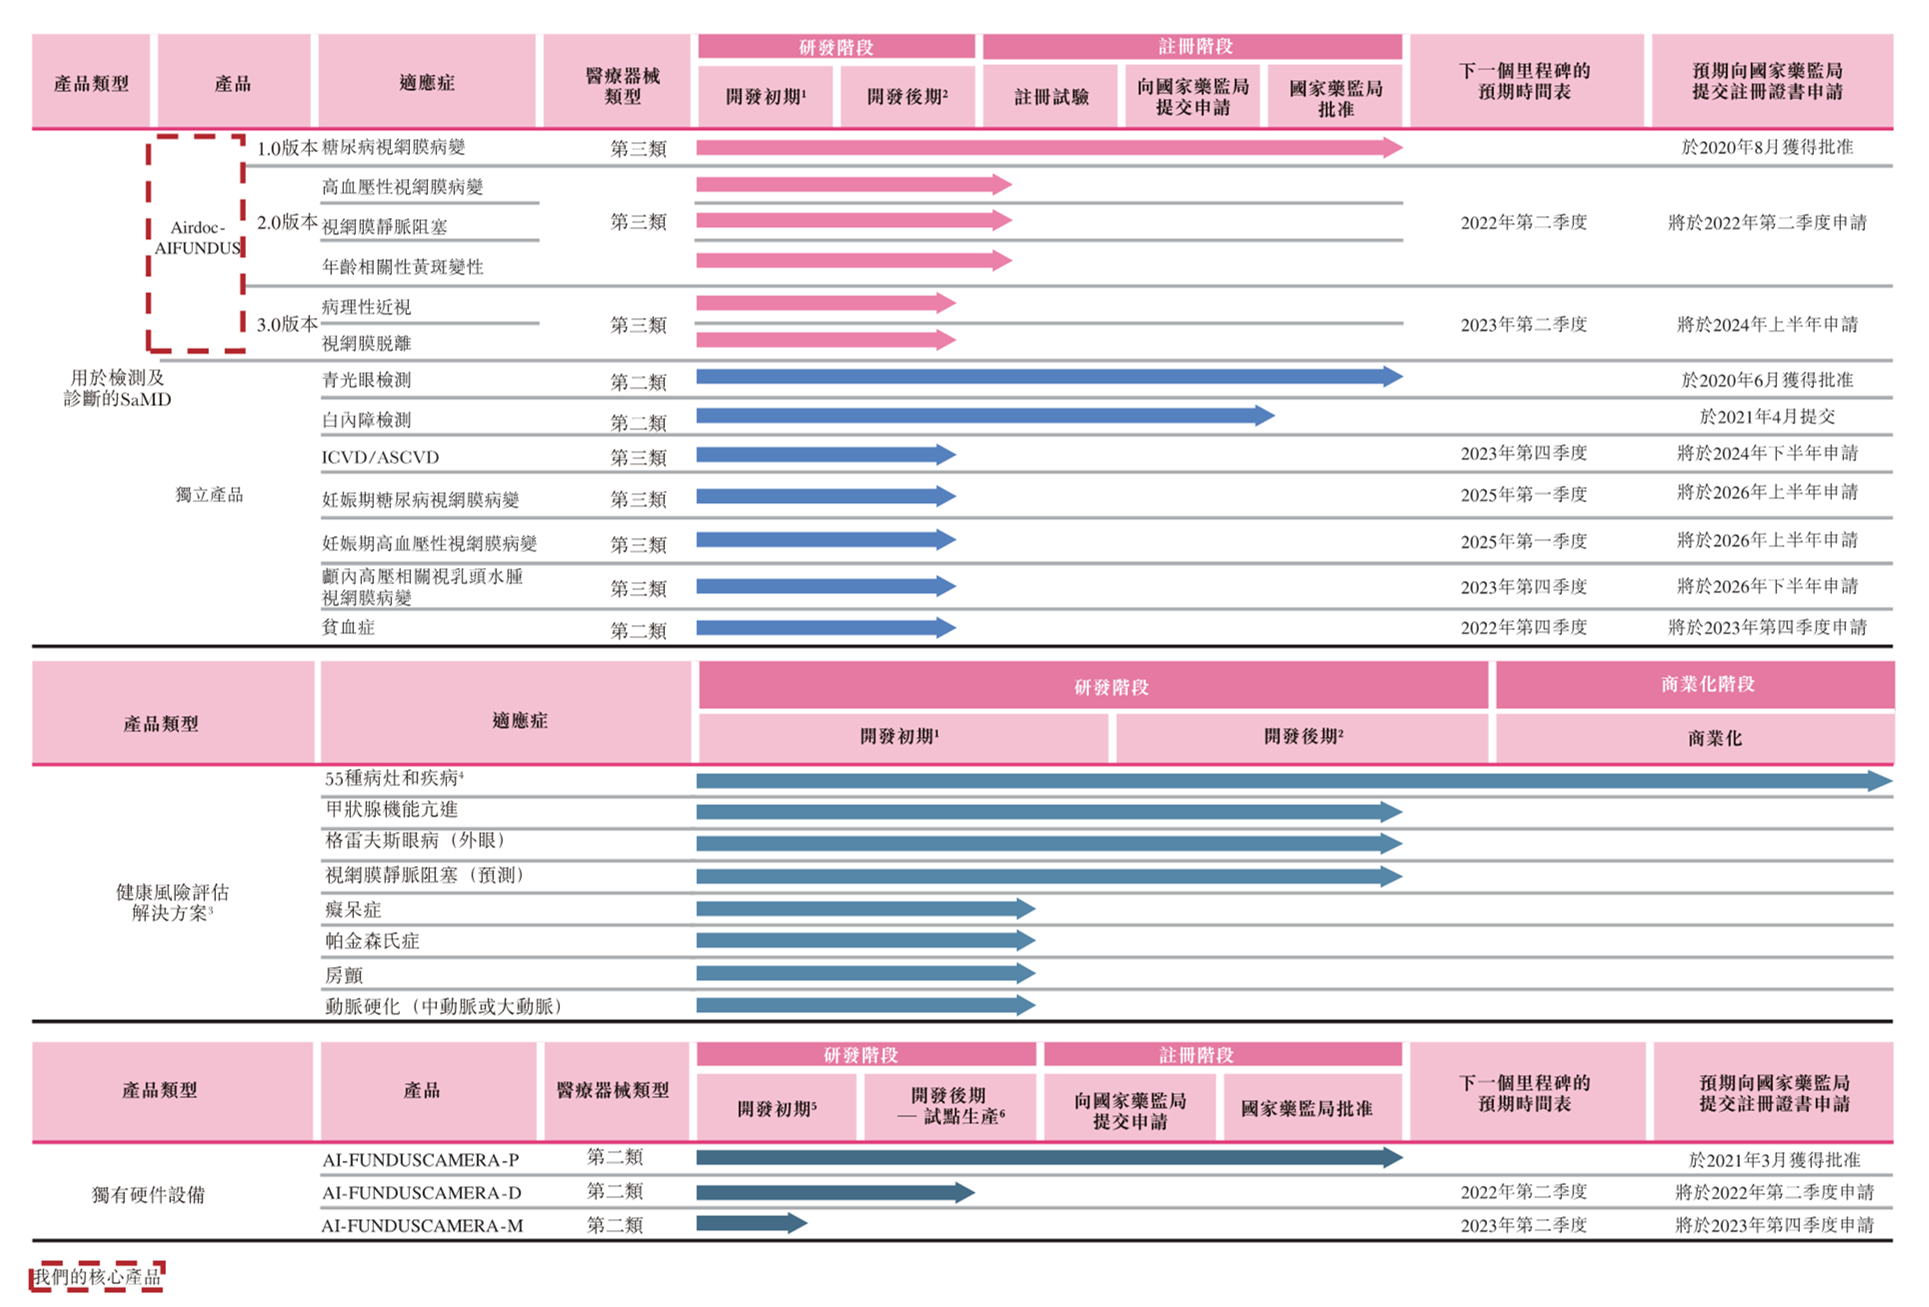 產品類型
產品
適應症
醫療器械
類型
研發階段
註冊階段
開發初期¹
開發後期²
註冊試驗
向國家藥監局
提交申請
國家藥監局
批准
下一個里程碑的
預期時間表
預期向國家藥監局
提交註冊證書申請
用於檢測及
診斷的SaMD
Airdoc-
AIFUNDUS
1.0版本 糖尿病視網膜病變 第三類 於2020年8月獲得批准
高血壓性視網膜病變
2.0版本 視網膜靜脈阻塞 第三類 2022年第二季度 將於2022年第二季度申請
年齡相關性黃斑變性
病理性近視
3.0版本 第三類 2023年第二季度 將於2024年上半年申請
視網膜脫離
獨立產品
青光眼檢測 第二類 於2020年6月獲得批准
白內障檢測 第二類 於2021年4月提交
ICVD/ASCVD 第三類 2023年第四季度 將於2024年下半年申請
妊娠期糖尿病視網膜病變 第三類 2025年第一季度 將於2026年上半年申請
妊娠期高血壓性視網膜病變 第三類 2025年第一季度 將於2026年上半年申請
顱內高壓相關視乳頭水腫
視網膜病變 第三類 2023年第四季度 將於2026年下半年申請
貧血症 第二類 2022年第四季度 將於2023年第四季度申請
產品類型
適應症
研發階段
商業化階段
開發初期¹
開發後期²
商業化
健康風險評估
解決方案³
55種病灶和疾病⁴
甲狀腺機能亢進
格雷夫斯眼病（外眼）
視網膜靜脈阻塞（預測）
癡呆症
帕金森氏症
房顫
動脈硬化（中動脈或大動脈）
產品類型
產品
醫療器械類型
研發階段
註冊階段
開發初期⁵
開發後期
— 試點生產⁶
向國家藥監局
提交申請
國家藥監局批准
下一個里程碑的
預期時間表
預期向國家藥監局
提交註冊證書申請
獨有硬件設備
AI-FUNDUSCAMERA-P 第二類 於2021年3月獲得批准
AI-FUNDUSCAMERA-D 第二類 2022年第二季度 將於2022年第二季度申請
AI-FUNDUSCAMERA-M 第二類 2023年第二季度 將於2023年第四季度申請
我們的核心產品